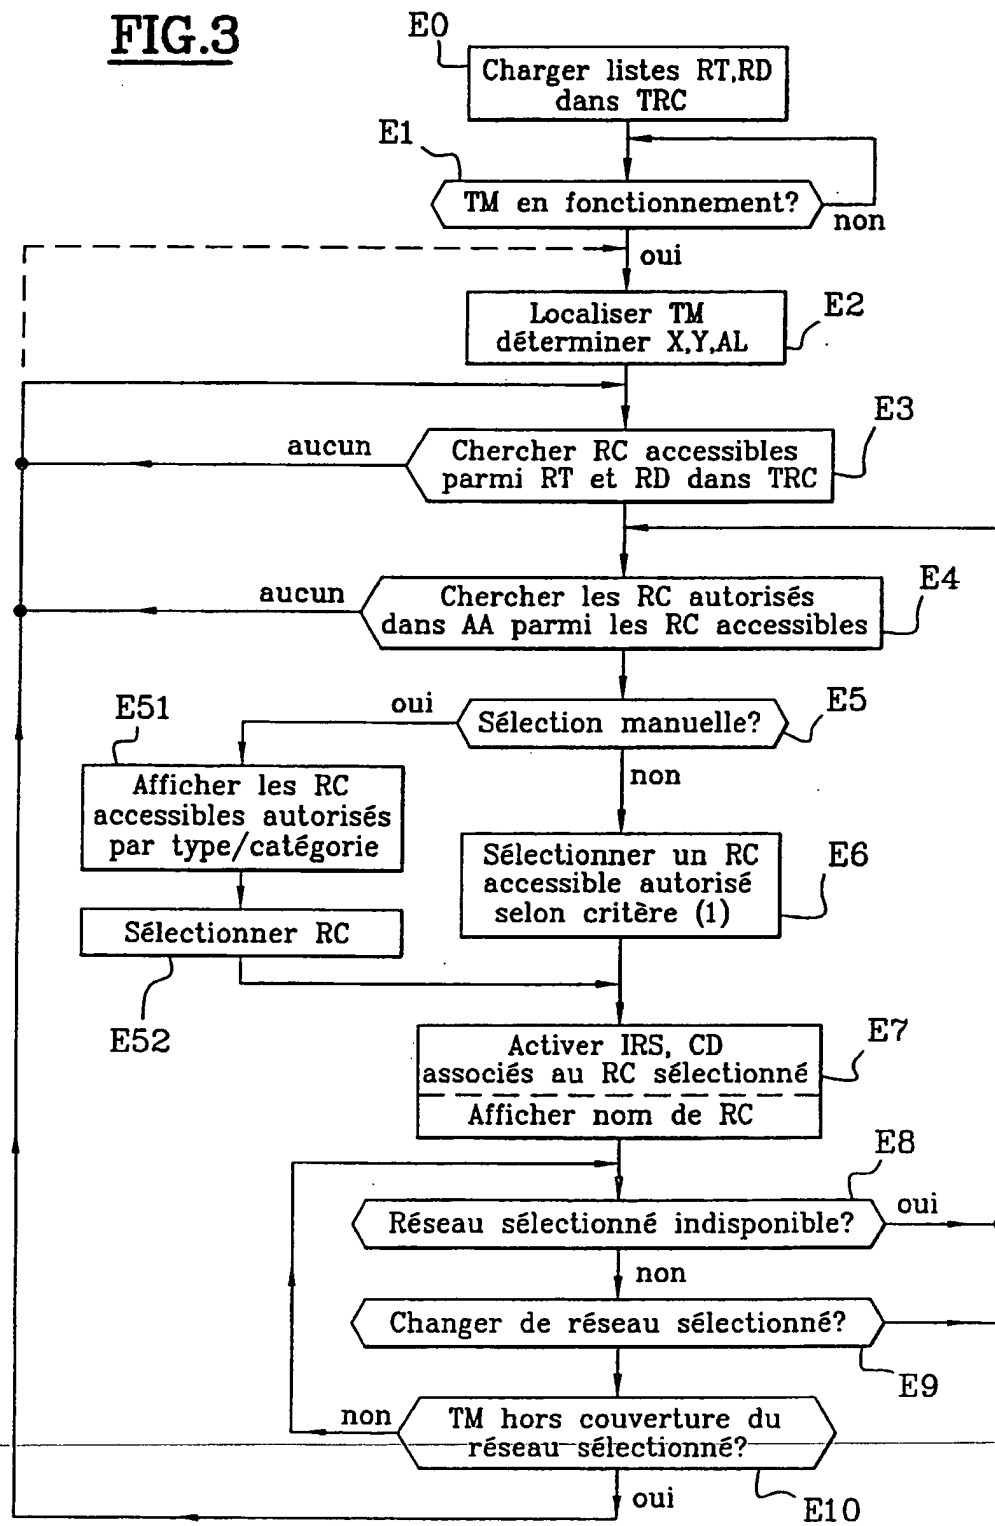 FIG.3
E0
Charger listes RT,RD
dans TRC
E1
TM en fonctionnement?
non
oui
Localiser TM
déterminer X,Y,AL
E2
E3
aucun
Chercher RC accessibles
parmi RT et RD dans TRC
E4
aucun
Chercher les RC autorisés
dans AA parmi les RC accessibles
E5
oui
Sélection manuelle?
non
E51
Afficher les RC
accessibles autorisés
par type/catégorie
Sélectionner un RC
accessible autorisé
selon critère (1)
E6
Sélectionner RC
E52
E7
Activer IRS, CD
associés au RC sélectionné
Afficher nom de RC
E8
Réseau sélectionné indisponible?
oui
non
Changer de réseau sélectionné?
E9
non
TM hors couverture du
réseau sélectionné?
oui
E10